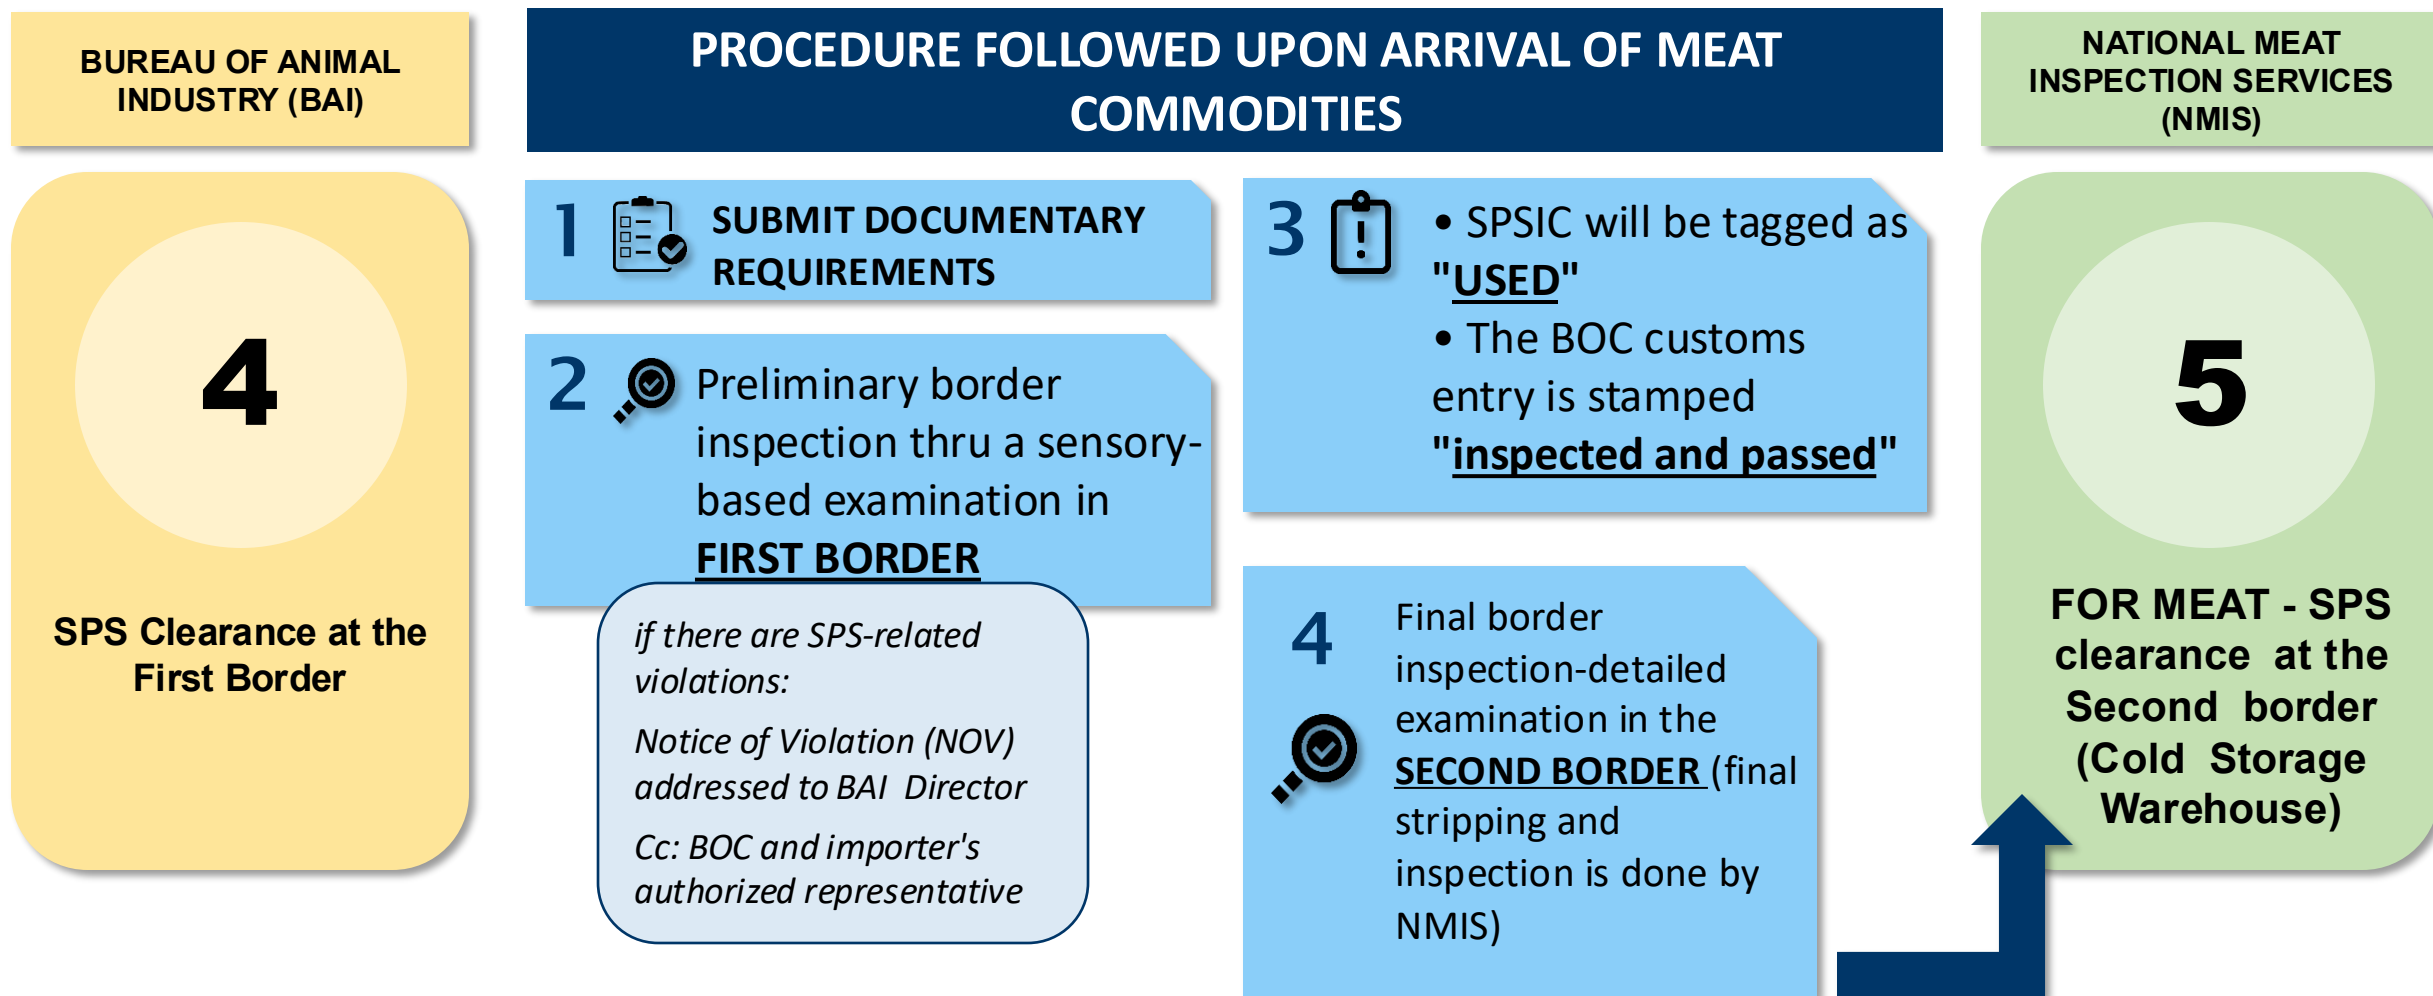 BUREAU OF ANIMAL
INDUSTRY (BAI)
4
SPS Clearance at the
First Border
PROCEDURE FOLLOWED UPON ARRIVAL OF MEAT
COMMODITIES
1
SUBMIT DOCUMENTARY
REQUIREMENTS
2
Preliminary border
inspection thru a sensory-
based examination in
FIRST BORDER
if there are SPS-related
violations:
Notice of Violation (NOV)
addressed to BAI Director
Cc: BOC and importer's
authorized representative
3
• SPSIC will be tagged as
"USED"
• The BOC customs
entry is stamped
"inspected and passed"
4
Final border
inspection-detailed
examination in the
SECOND BORDER (final
stripping and
inspection is done by
NMIS)
NATIONAL MEAT
INSPECTION SERVICES
(NMIS)
5
FOR MEAT - SPS
clearance at the
Second border
(Cold Storage
Warehouse)